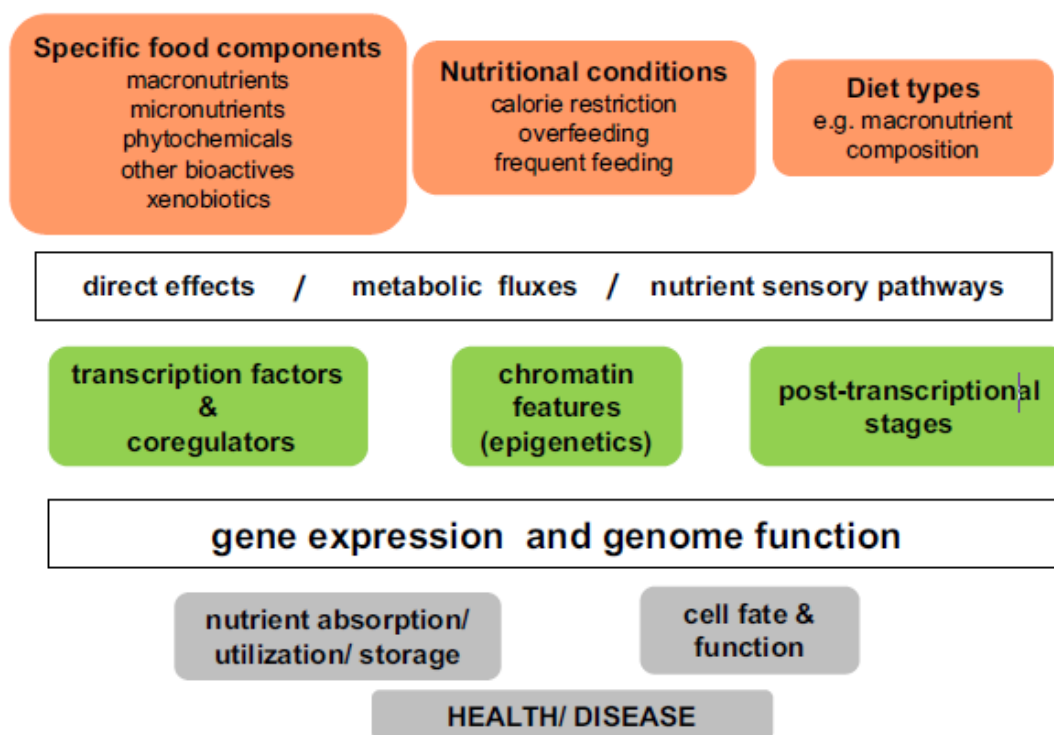 Specific food components
macronutrients
micronutrients
phytochemicals
other bioactives
xenobiotics
Nutritional conditions
calorie restriction
overfeeding
frequent feeding
Diet types
e.g. macronutrient
composition
direct effects / metabolic fluxes / nutrient sensory pathways
transcription factors
&
coregulators
chromatin
features
(epigenetics)
post-transcriptional
stages
gene expression and genome function
nutrient absorption/
utilization/ storage
cell fate &
function
HEALTH/ DISEASE